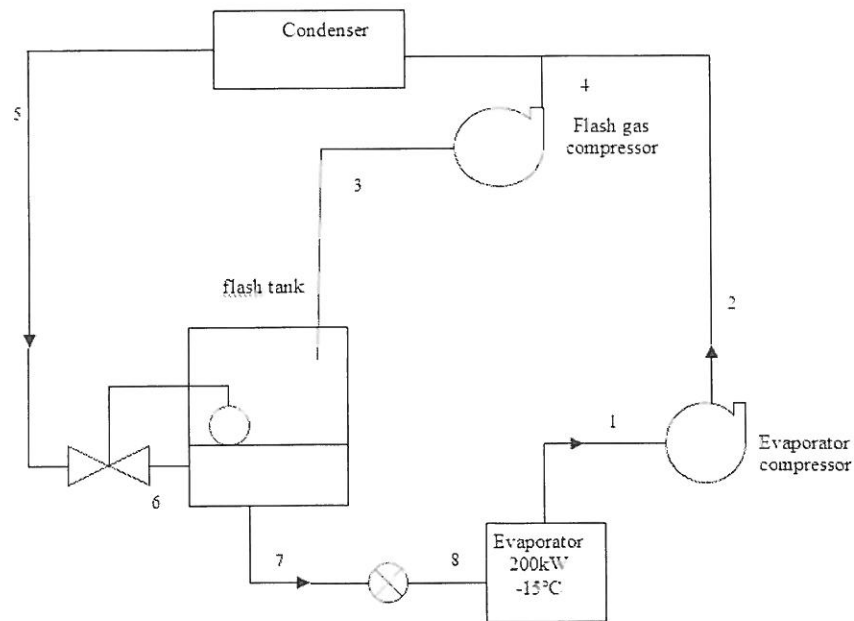 Condenser
4
5
Flash gas
compressor
3
flash tank
2
1
Evaporator
compressor
6
7
8
Evaporator
200kW
-15°C